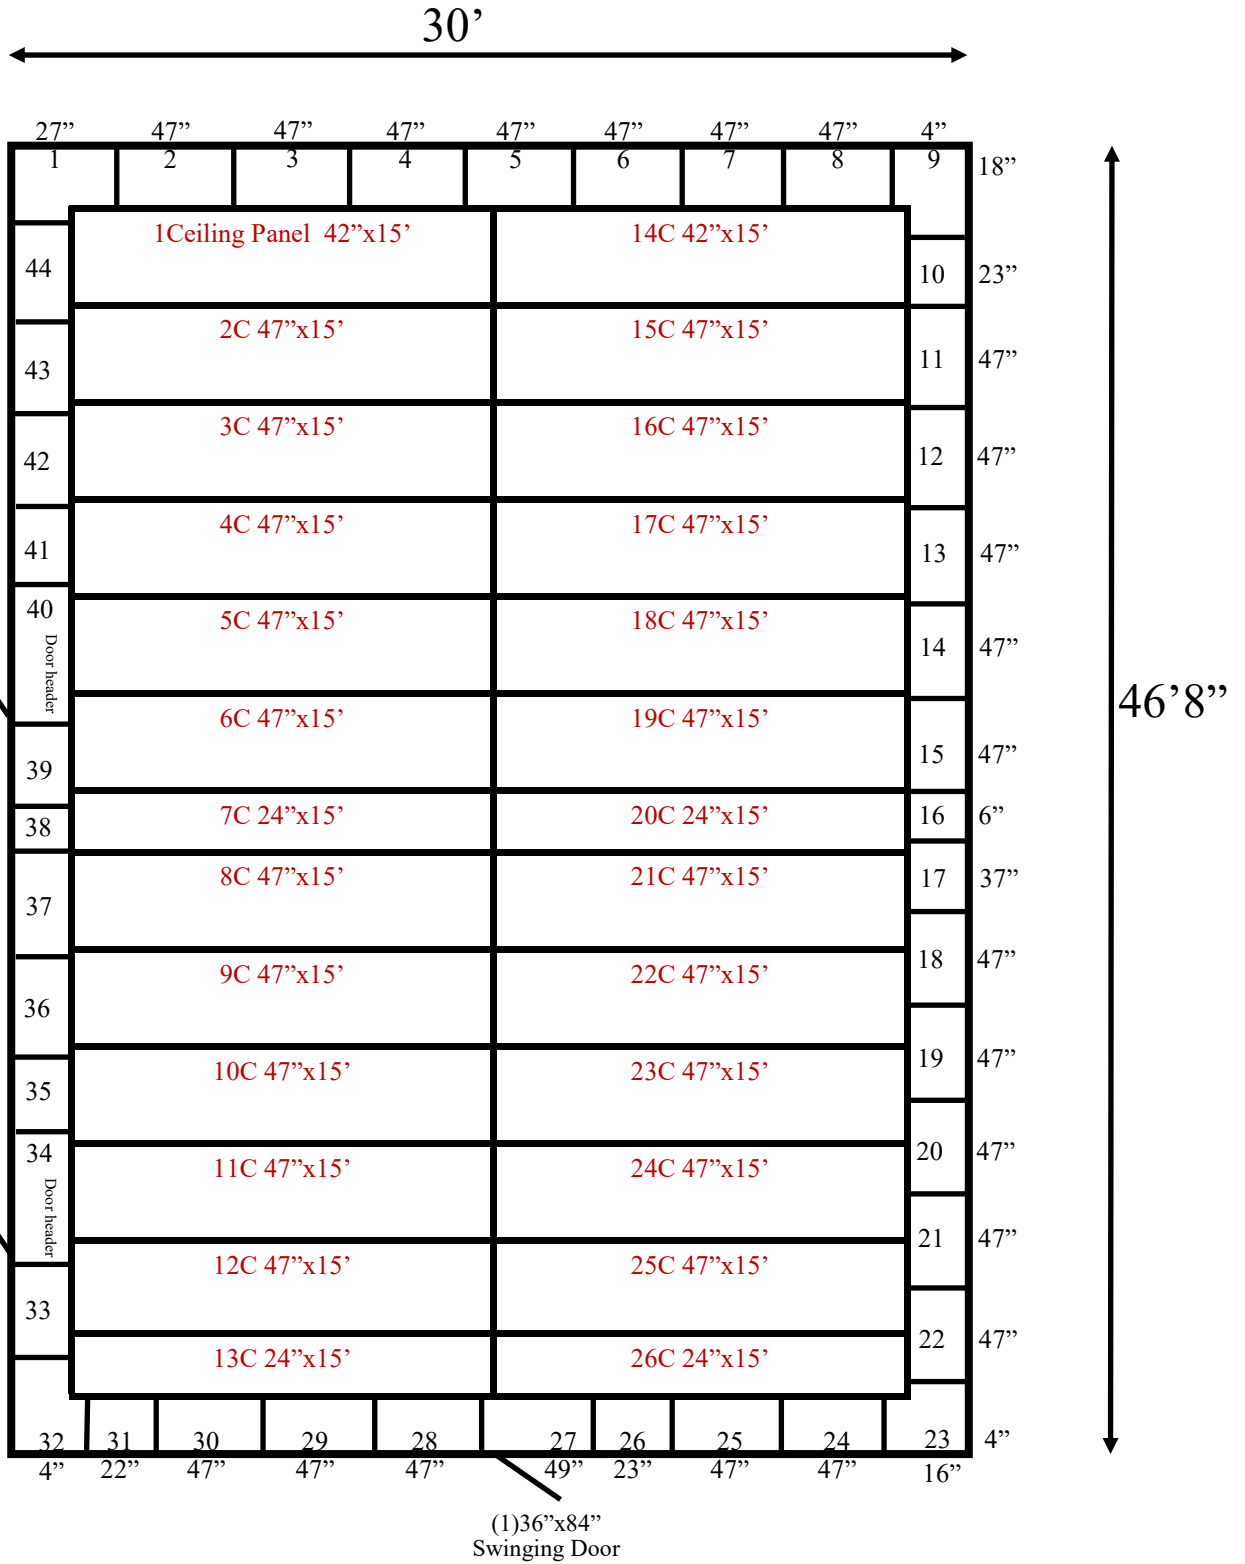 30’
27” 47” 47” 47” 47” 47” 47” 47” 4”
1 2 3 4 5 6 7 8 9 18”
1Ceiling Panel 42”x15’ 14C 42”x15’
44 10 23”
2C 47”x15’ 15C 47”x15’
43 11 47”
3C 47”x15’ 16C 47”x15’
42 12 47”
4C 47”x15’ 17C 47”x15’
41 13 47”
40 5C 47”x15’ 18C 47”x15’
Door header 14 47”
46’8”
6C 47”x15’ 19C 47”x15’
39 15 47”
38 7C 24”x15’ 20C 24”x15’ 16 6”
8C 47”x15’ 21C 47”x15’ 17 37”
37
9C 47”x15’ 22C 47”x15’ 18 47”
36
10C 47”x15’ 23C 47”x15’ 19 47”
35
34 11C 47”x15’ 24C 47”x15’ 20 47”
Door header
12C 47”x15’ 25C 47”x15’ 21 47”
33 22 47”
13C 24”x15’ 26C 24”x15’
32 31 30 29 28 27 26 25 24 23 4”
4” 22” 47” 47” 47” 49” 23” 47” 47” 16”
(1)36”x84”
Swinging Door